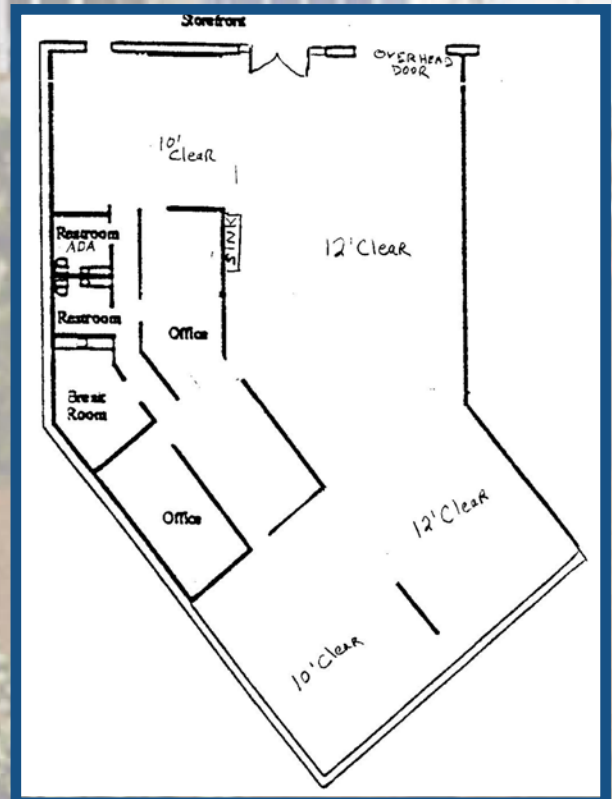 Storefront
OVERHEAD
DOOR
10'
Clear
Restroom
ADA
SINK
12' Clear
Restroom
Office
Break
Room
Office
12' Clear
10' Clear